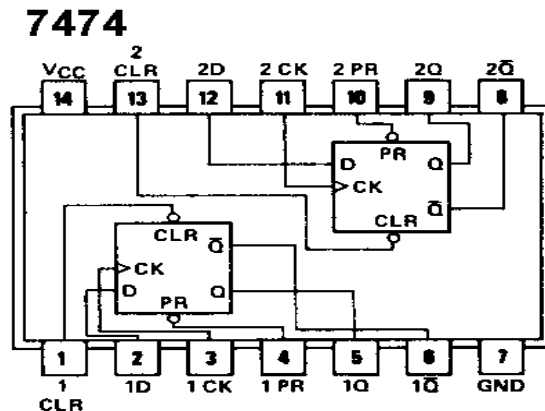 7474
2
VCC CLR 2D 2 CK 2 PR 2Q 2Q̅
14 13 12 11 10 9 8
PR
D Q
CK
CLR Q̅
CLR Q̅
CK
D Q
PR
1 2 3 4 5 6 7
1 1D 1 CK 1 PR 1Q 1Q̅ GND
CLR